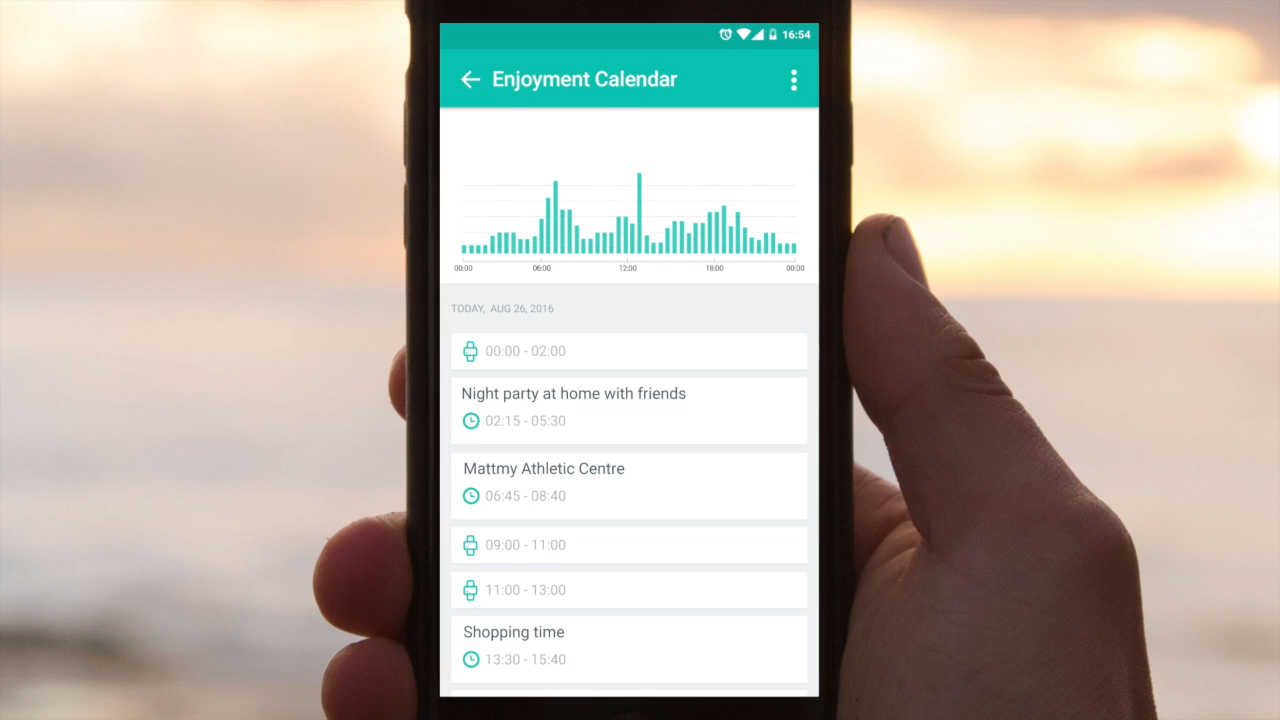 16:54
Enjoyment Calendar
00:00 06:00 12:00 18:00 00:00
TODAY, AUG 26, 2016
00:00 - 02:00
Night party at home with friends
02:15 - 05:30
Mattmy Athletic Centre
06:45 - 08:40
09:00 - 11:00
11:00 - 13:00
Shopping time
13:30 - 15:40